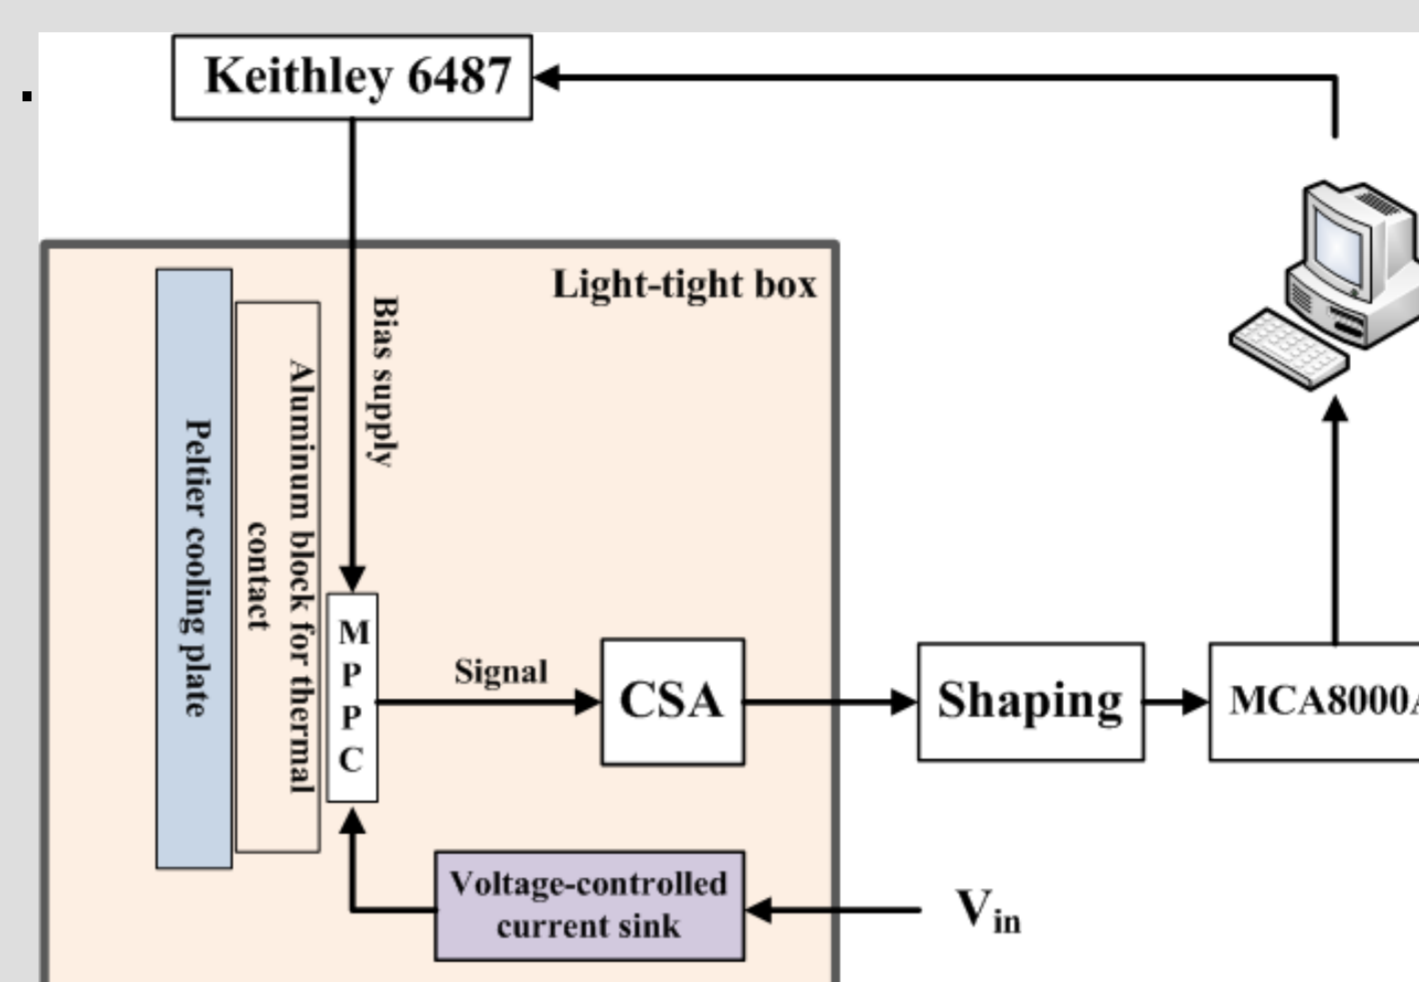 Keithley 6487
Light-tight box
Bias supply
Peltier cooling plate
Aluminum block for thermal
contact
M
P
P
C
Signal
CSA
Shaping
MCA8000A
Voltage-controlled
current sink
Vin